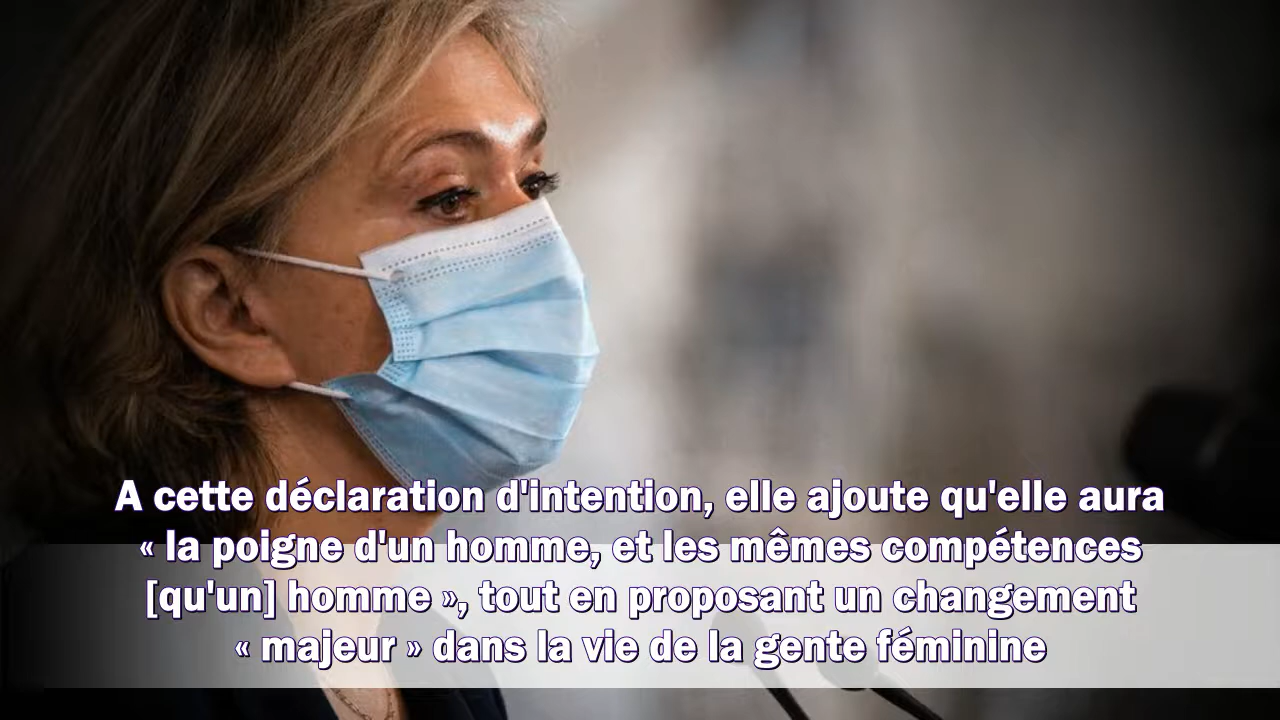 A cette déclaration d'intention, elle ajoute qu'elle aura
« la poigne d'un homme, et les mêmes compétences
[qu'un] homme », tout en proposant un changement
« majeur » dans la vie de la gente féminine